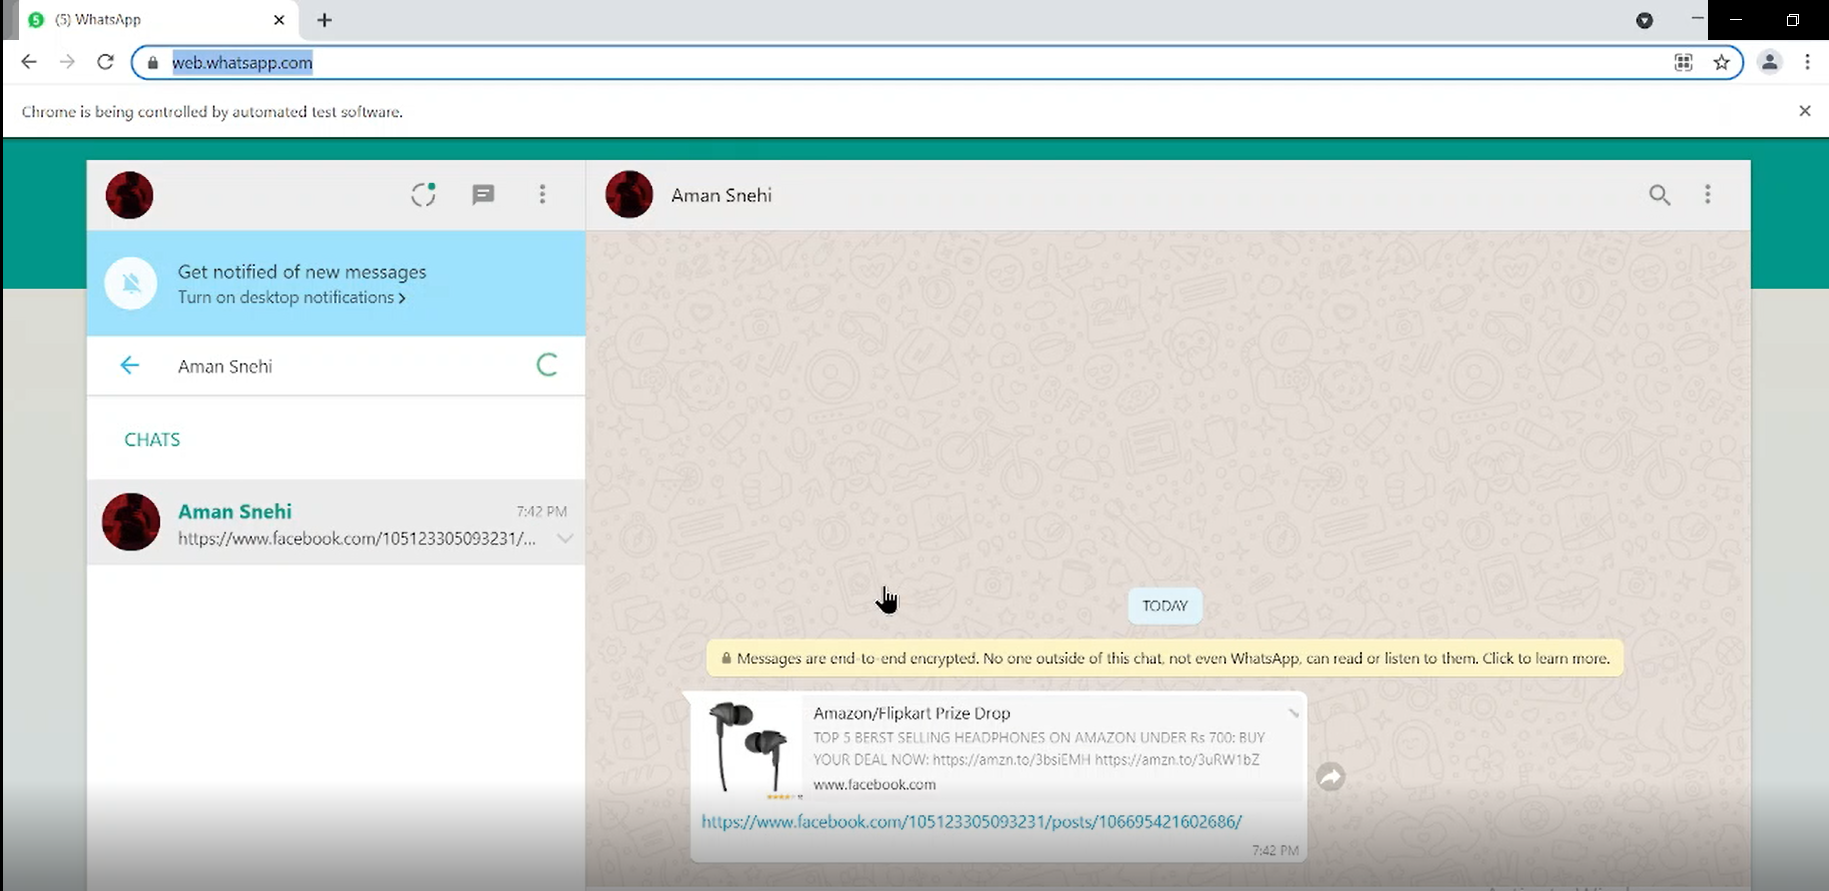 (5) WhatsApp
web.whatsapp.com
Chrome is being controlled by automated test software.
Aman Snehi
Get notified of new messages
Turn on desktop notifications >
Aman Snehi
CHATS
Aman Snehi
7:42 PM
https://www.facebook.com/105123305093231/...
TODAY
Messages are end-to-end encrypted. No one outside of this chat, not even WhatsApp, can read or listen to them. Click to learn more.
Amazon/Flipkart Prize Drop
TOP 5 BERST SELLING HEADPHONES ON AMAZON UNDER Rs 700: BUY
YOUR DEAL NOW: https://amzn.to/3bsiEMH https://amzn.to/3uRW1bZ
www.facebook.com
https://www.facebook.com/105123305093231/posts/106695421602686/
7:42 PM